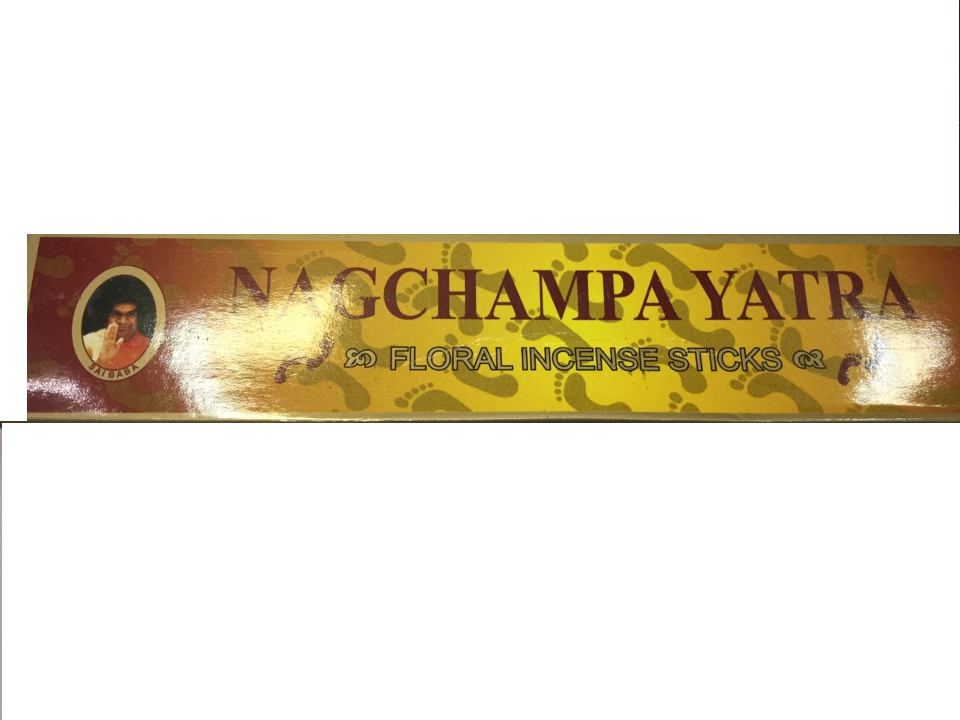 NAGCHAMPA YATRA
FLORAL INCENSE STICKS
SAI BABA